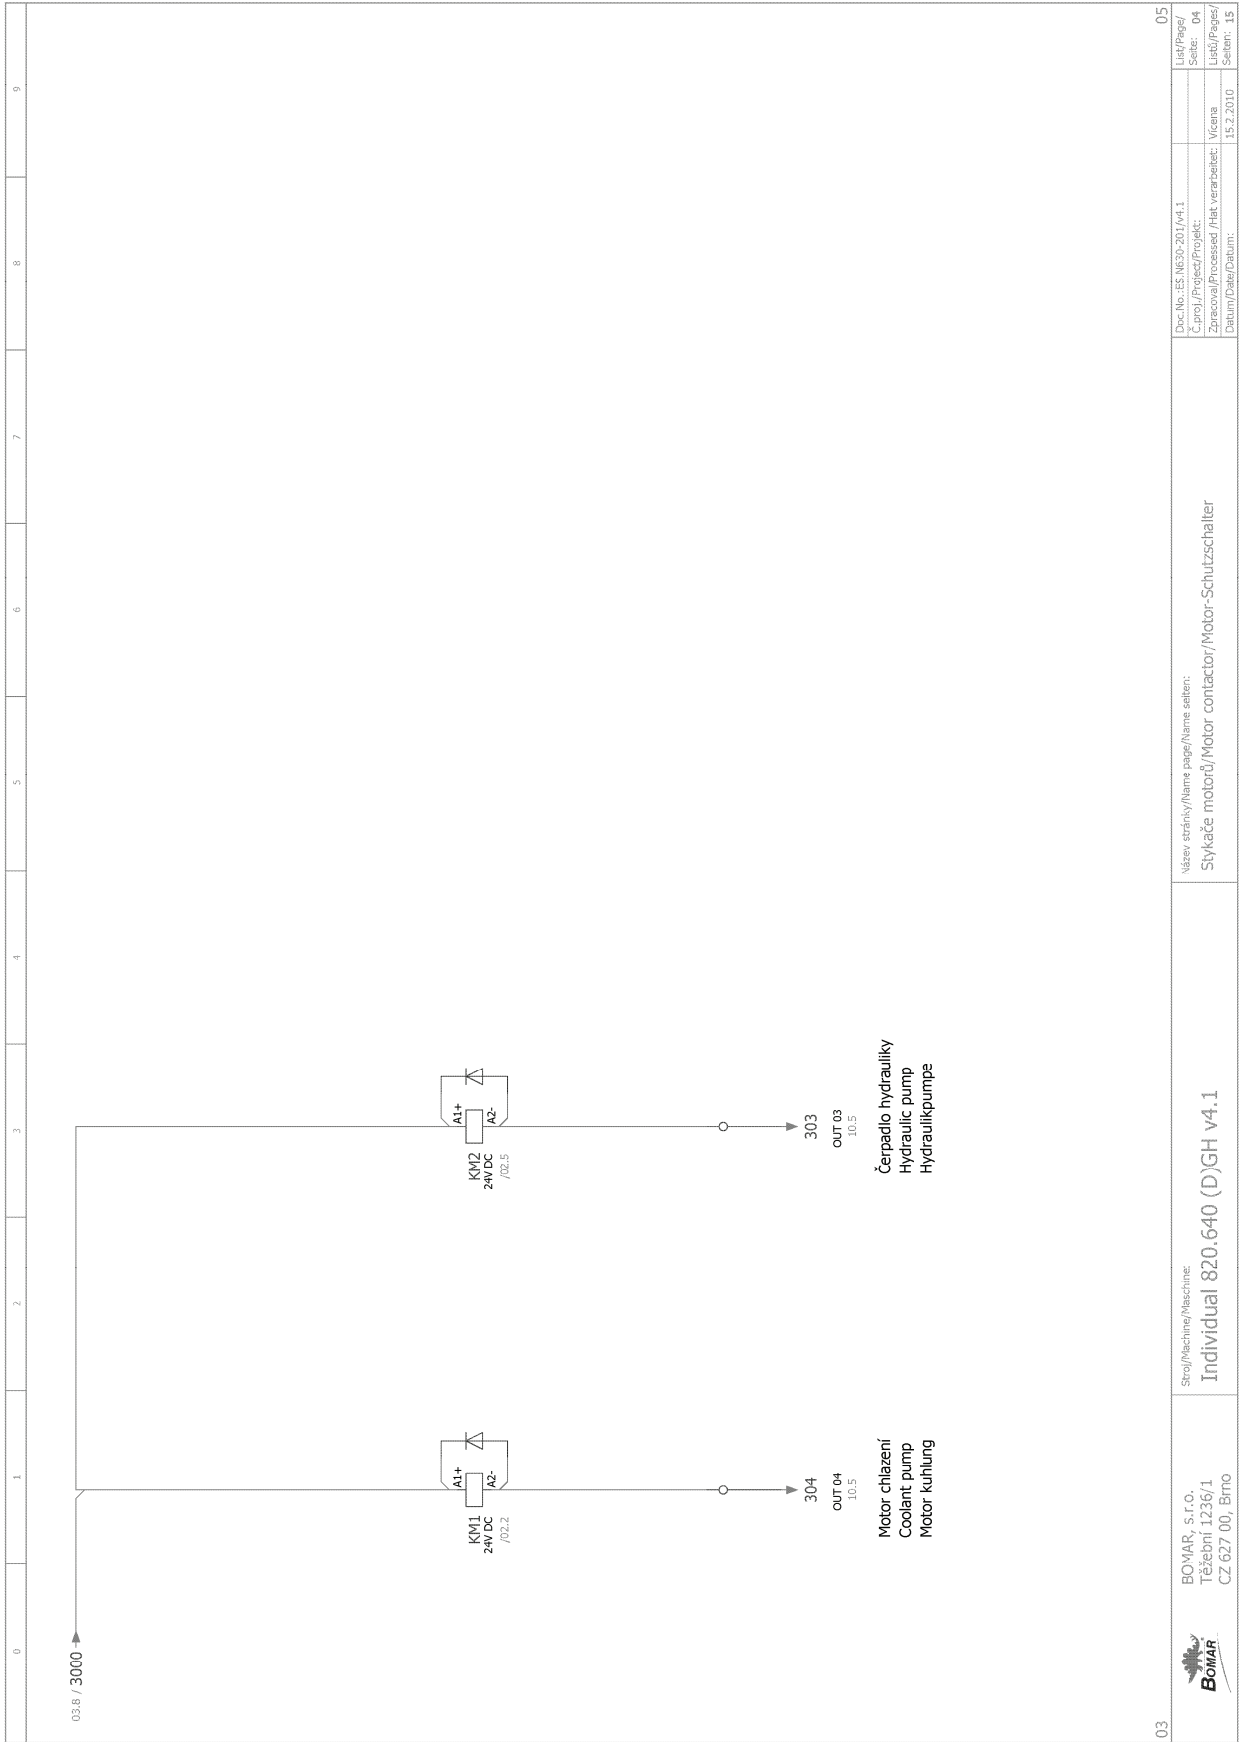 0 1 2 3 4 5 6 7 8 9
03.8 / 3000
KM1
24V DC
/02.2
A1+
A2-
304
OUT 04
10.5
Motor chlazení
Coolant pump
Motor kuhlung
KM2
24V DC
/02.5
A1+
A2-
303
OUT 03
10.5
Čerpadlo hydrauliky
Hydraulic pump
Hydraulikpumpe
03
05
BOMAR
BOMAR, s.r.o.
Těžební 1236/1
CZ 627 00, Brno
Stroj/Machine/Maschine:
Individual 820.640 (D)GH v4.1
Název stránky/Name page/Name seiten:
Stykače motorů/Motor contactor/Motor-Schutzschalter
Doc.No.:ES.N630-201/v4.1
Č.proj./Project/Projekt:
Zpracoval/Processed /Hat verarbeitet: Vícena
Datum/Date/Datum: 15.2.2010
List/Page/
Seite: 04
Listů/Pages/
Seiten: 15